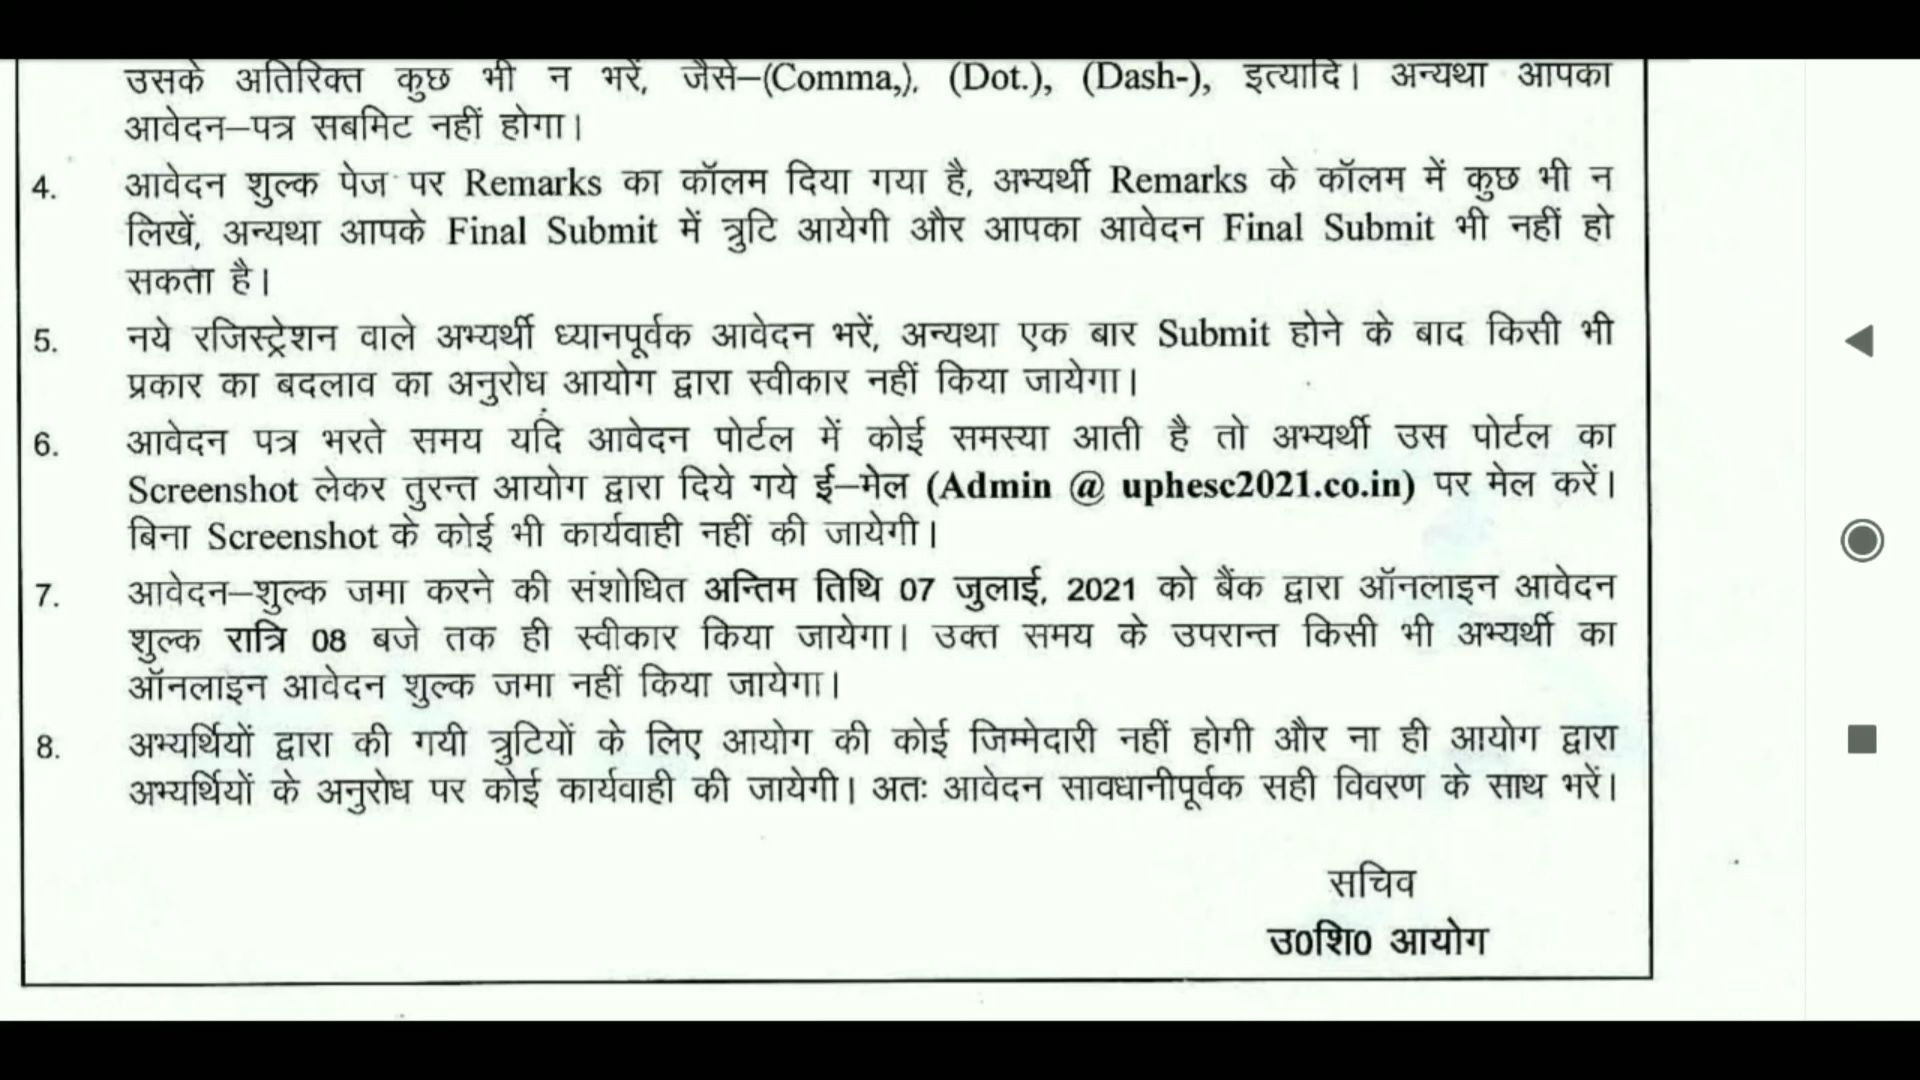 उसके अतिरिक्त कुछ भी न भरें, जैसे–(Comma,). (Dot.), (Dash-), इत्यादि। अन्यथा आपका
आवेदन–पत्र सबमिट नहीं होगा।
4. आवेदन शुल्क पेज पर Remarks का कॉलम दिया गया है, अभ्यर्थी Remarks के कॉलम में कुछ भी न
लिखें, अन्यथा आपके Final Submit में त्रुटि आयेगी और आपका आवेदन Final Submit भी नहीं हो
सकता है।
5. नये रजिस्ट्रेशन वाले अभ्यर्थी ध्यानपूर्वक आवेदन भरें, अन्यथा एक बार Submit होने के बाद किसी भी
प्रकार का बदलाव का अनुरोध आयोग द्वारा स्वीकार नहीं किया जायेगा।
6. आवेदन पत्र भरते समय यदि आवेदन पोर्टल में कोई समस्या आती है तो अभ्यर्थी उस पोर्टल का
Screenshot लेकर तुरन्त आयोग द्वारा दिये गये ई–मेल (Admin @ uphesc2021.co.in) पर मेल करें।
बिना Screenshot के कोई भी कार्यवाही नहीं की जायेगी।
7. आवेदन–शुल्क जमा करने की संशोधित अन्तिम तिथि 07 जुलाई, 2021 को बैंक द्वारा ऑनलाइन आवेदन
शुल्क रात्रि 08 बजे तक ही स्वीकार किया जायेगा। उक्त समय के उपरान्त किसी भी अभ्यर्थी का
ऑनलाइन आवेदन शुल्क जमा नहीं किया जायेगा।
8. अभ्यर्थियों द्वारा की गयी त्रुटियों के लिए आयोग की कोई जिम्मेदारी नहीं होगी और ना ही आयोग द्वारा
अभ्यर्थियों के अनुरोध पर कोई कार्यवाही की जायेगी। अतः आवेदन सावधानीपूर्वक सही विवरण के साथ भरें।
सचिव
उ0शि0 आयोग